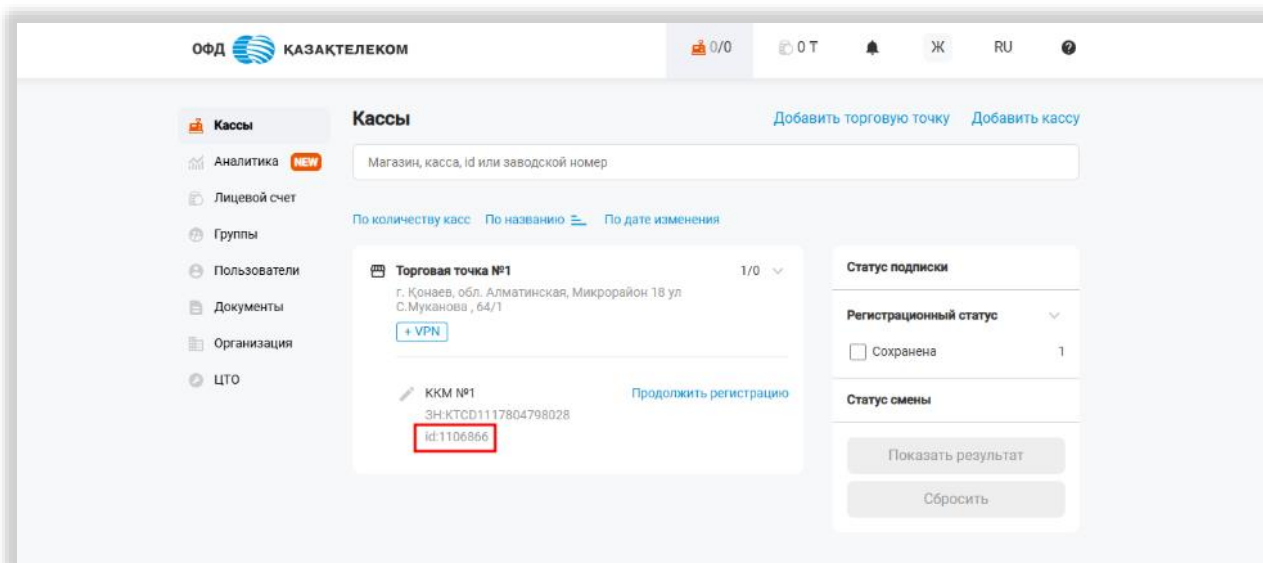 ОФД ҚАЗАҚТЕЛЕКОМ
0/0
0 ₸
Ж
RU
?
Кассы
Аналитика NEW
Лицевой счет
Группы
Пользователи
Документы
Организация
ЦТО
Кассы
Добавить торговую точку
Добавить кассу
Магазин, касса, id или заводской номер
По количеству касс По названию По дате изменения
Торговая точка №1 1/0
г. Қонаев, обл. Алматинская, Микрорайон 18 ул
С.Муканова , 64/1
+ VPN
ККМ №1 Продолжить регистрацию
ЗН:KTCD1117804798028
id:1106866
Статус подписки
Регистрационный статус
Сохранена 1
Статус смены
Показать результат
Сбросить